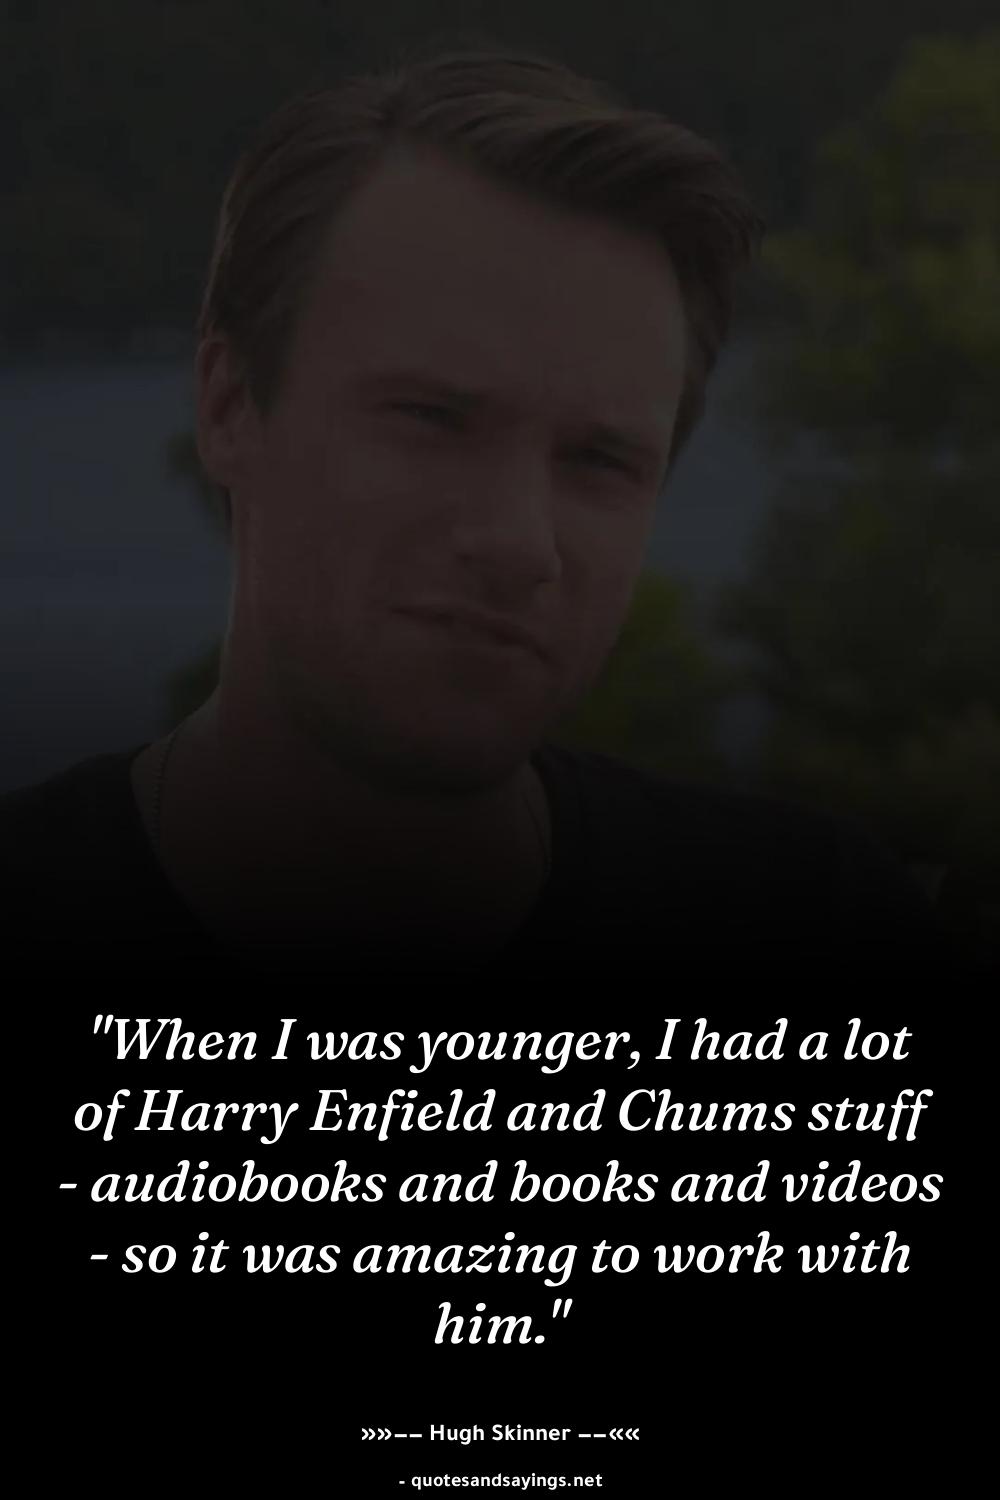 "When I was younger, I had a lot
of Harry Enfield and Chums stuff
- audiobooks and books and videos
- so it was amazing to work with
him."
»»–– Hugh Skinner ––««
- quotesandsayings.net